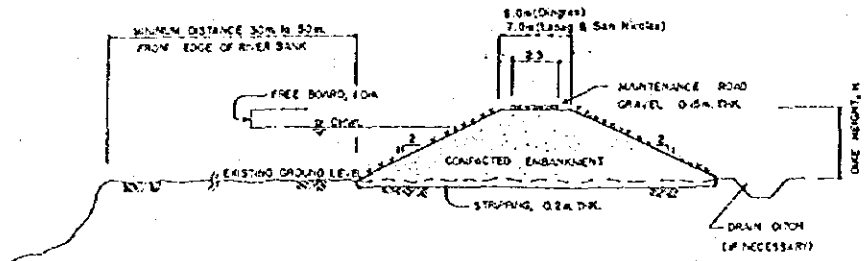 6.0m (Dingras)
7.0m (Laoag & San Nicolas)
MINIMUM DISTANCE 30m. to 50m.
FROM EDGE OF RIVER BANK
2.5
FREE BOARD, 1.0m.
MAINTENANCE ROAD
GRAVEL 0.15m. THK.
DIKE HEIGHT, H
2
2
1
EXISTING GROUND LEVEL
COMPACTED EMBANKMENT
STRIPPING, 0.2m. THK.
DRAIN DITCH
(IF NECESSARY)